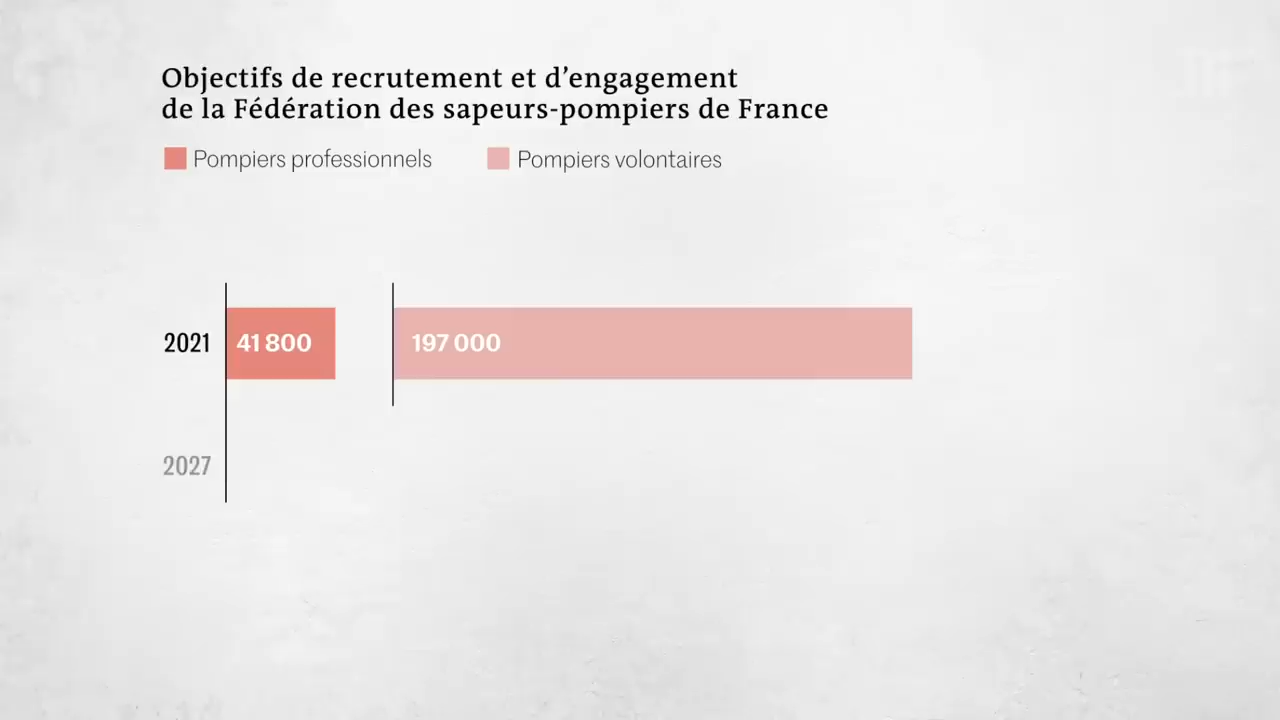 Objectifs de recrutement et d’engagement
de la Fédération des sapeurs-pompiers de France
Pompiers professionnels
Pompiers volontaires
2021
41 800
197 000
2027